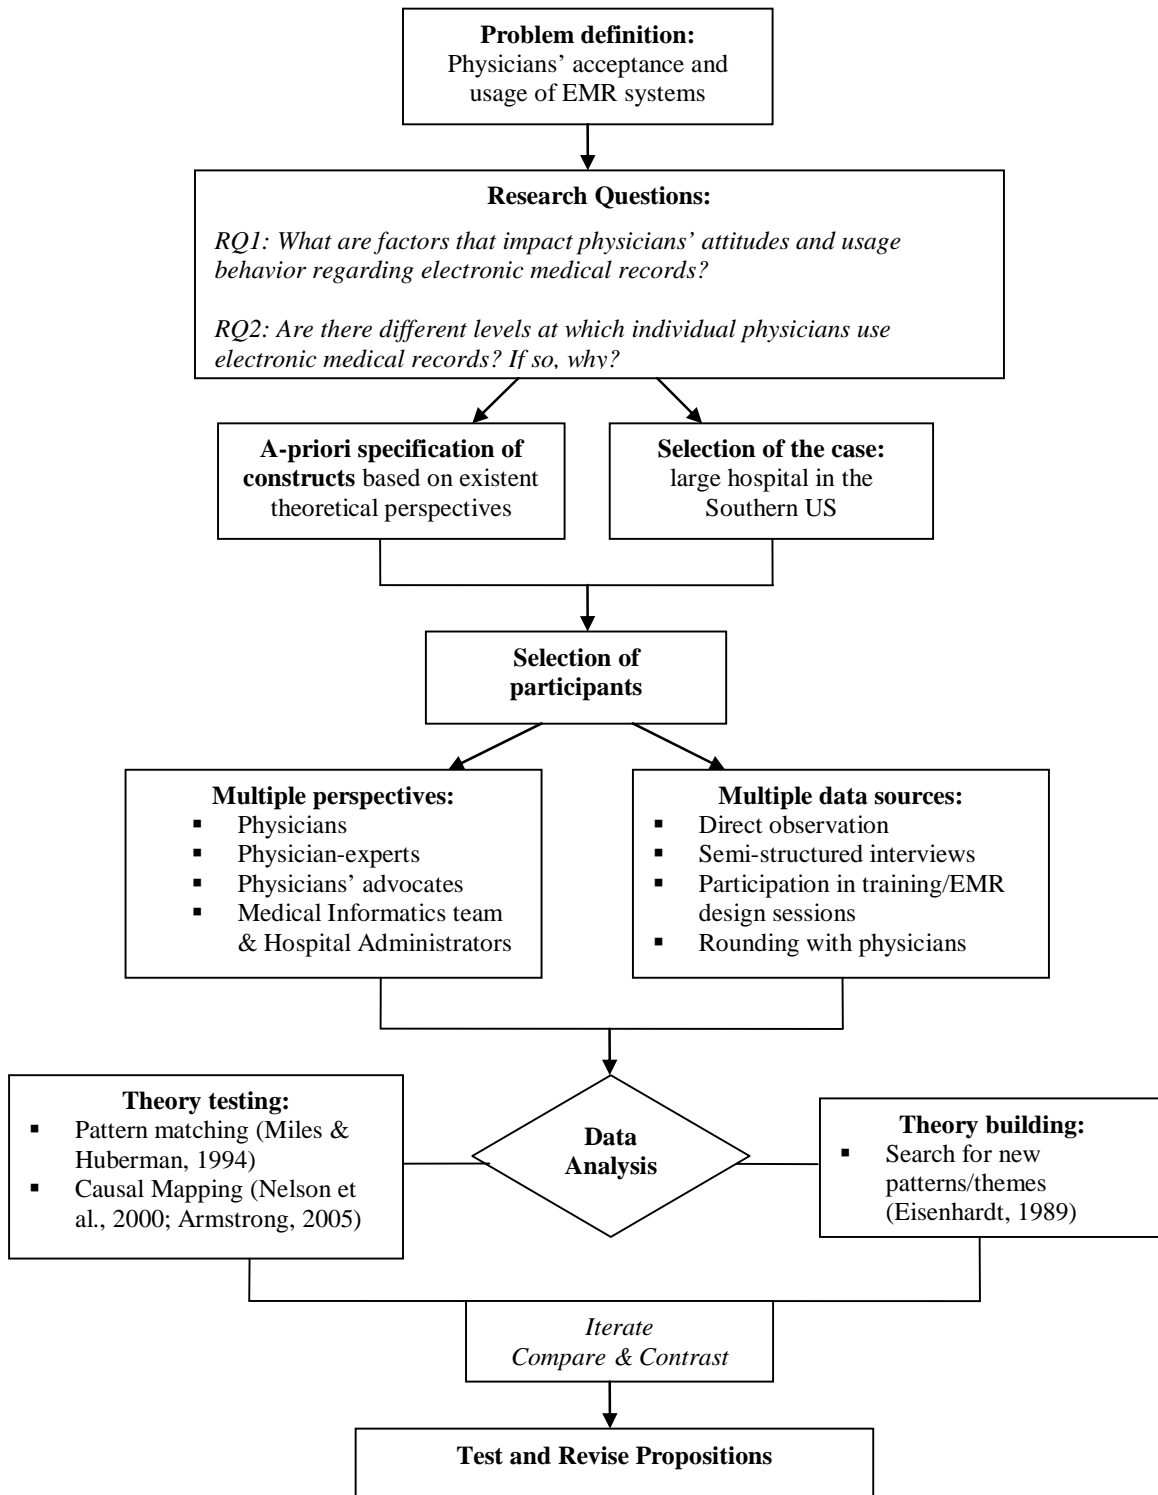 Problem definition:
Physicians’ acceptance and
usage of EMR systems
Research Questions:
RQ1: What are factors that impact physicians’ attitudes and usage
behavior regarding electronic medical records?
RQ2: Are there different levels at which individual physicians use
electronic medical records? If so, why?
A-priori specification of
constructs based on existent
theoretical perspectives
Selection of the case:
large hospital in the
Southern US
Selection of
participants
Multiple perspectives:
▪ Physicians
▪ Physician-experts
▪ Physicians’ advocates
▪ Medical Informatics team
& Hospital Administrators
Multiple data sources:
▪ Direct observation
▪ Semi-structured interviews
▪ Participation in training/EMR
design sessions
▪ Rounding with physicians
Theory testing:
▪ Pattern matching (Miles &
Huberman, 1994)
▪ Causal Mapping (Nelson et
al., 2000; Armstrong, 2005)
Data
Analysis
Theory building:
▪ Search for new
patterns/themes
(Eisenhardt, 1989)
Iterate
Compare & Contrast
Test and Revise Propositions